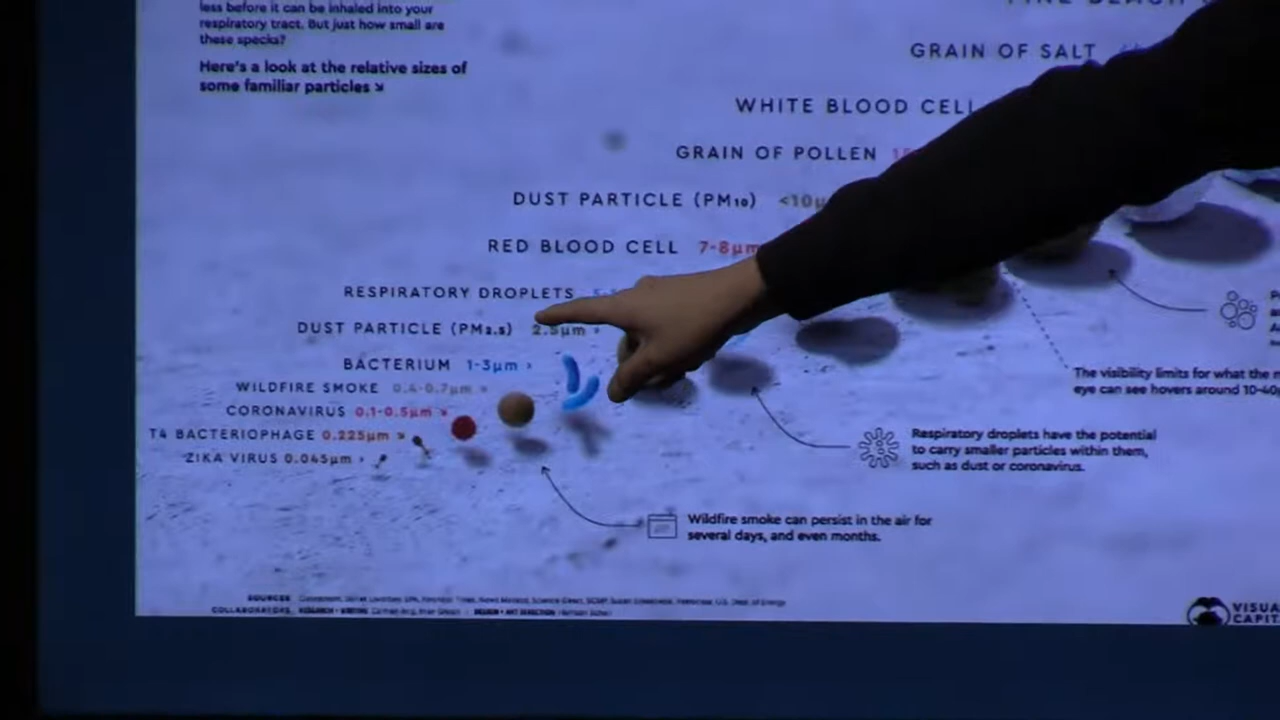 less before it can be inhaled into your
respiratory tract. But just how small are
these specks?
Here's a look at the relative sizes of
some familiar particles ↘
GRAIN OF SALT
WHITE BLOOD CELL
GRAIN OF POLLEN
DUST PARTICLE (PM₁₀) <10µ
RED BLOOD CELL 7-8µm
RESPIRATORY DROPLETS
DUST PARTICLE (PM₂.₅) 2.5µm ›
BACTERIUM 1-3µm ›
WILDFIRE SMOKE 0.4-0.7µm »
CORONAVIRUS 0.1-0.5µm »
T4 BACTERIOPHAGE 0.225µm »
ZIKA VIRUS 0.045µm ›
The visibility limits for what the
eye can see hovers around 10-40µ
Respiratory droplets have the potential
to carry smaller particles within them,
such as dust or coronavirus.
Wildfire smoke can persist in the air for
several days, and even months.
SOURCES
COLLABORATORS
VISUA
CAPIT